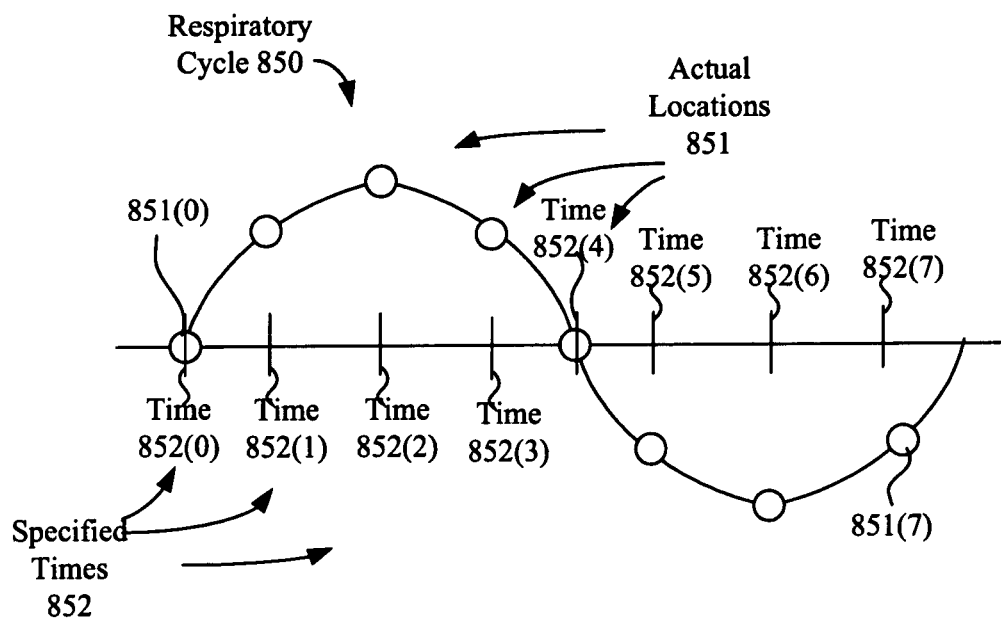 Respiratory
Cycle 850
Actual
Locations
851
851(0)
Time
852(4)
Time
852(5)
Time
852(6)
Time
852(7)
Time
852(0)
Time
852(1)
Time
852(2)
Time
852(3)
851(7)
Specified
Times
852